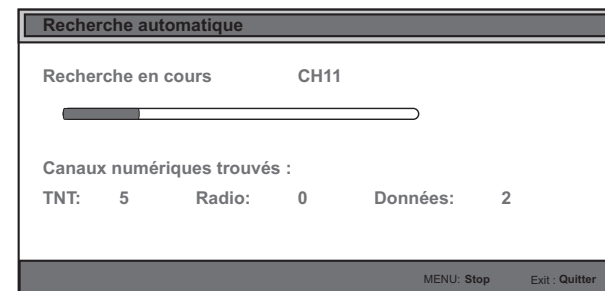 Recherche automatique
Recherche en cours CH11
Canaux numériques trouvés :
TNT: 5 Radio: 0 Données: 2
MENU: Stop Exit : Quitter